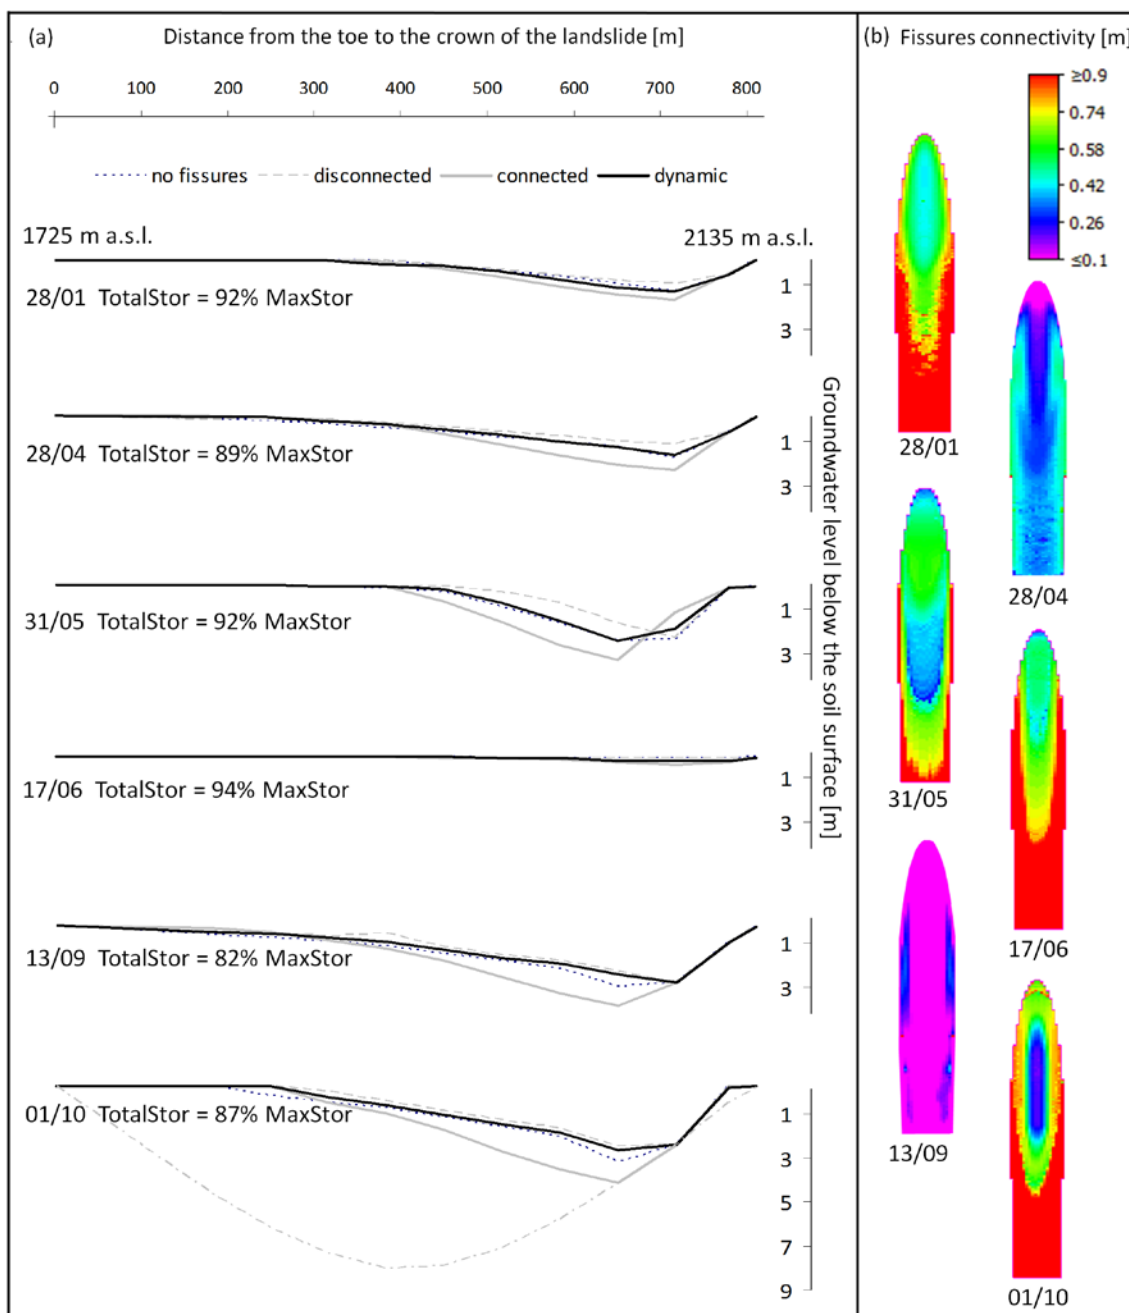 (a) Distance from the toe to the crown of the landslide [m]
0 100 200 300 400 500 600 700 800
no fissures disconnected connected dynamic
1725 m a.s.l. 2135 m a.s.l.
28/01 TotalStor = 92% MaxStor
1
3
28/04 TotalStor = 89% MaxStor
1
3
31/05 TotalStor = 92% MaxStor
1
3
17/06 TotalStor = 94% MaxStor
1
3
13/09 TotalStor = 82% MaxStor
1
3
01/10 TotalStor = 87% MaxStor
1
3
5
7
9
Groundwater level below the soil surface [m]
(b) Fissures connectivity [m]
≥0.9
0.74
0.58
0.42
0.26
≤0.1
28/01
28/04
31/05
17/06
13/09
01/10